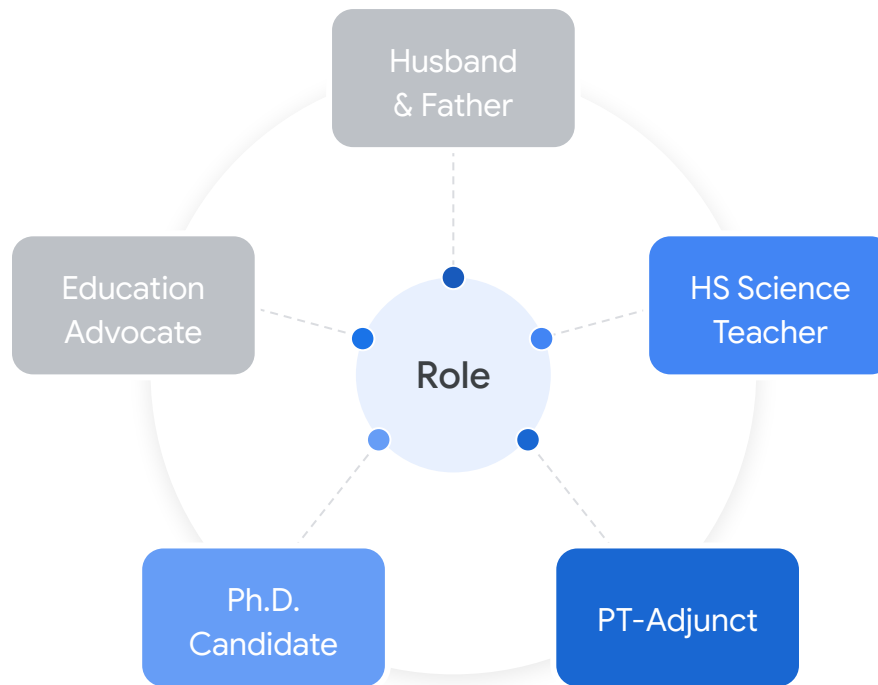 Husband
& Father
Education
Advocate
HS Science
Teacher
Role
Ph.D.
Candidate
PT-Adjunct